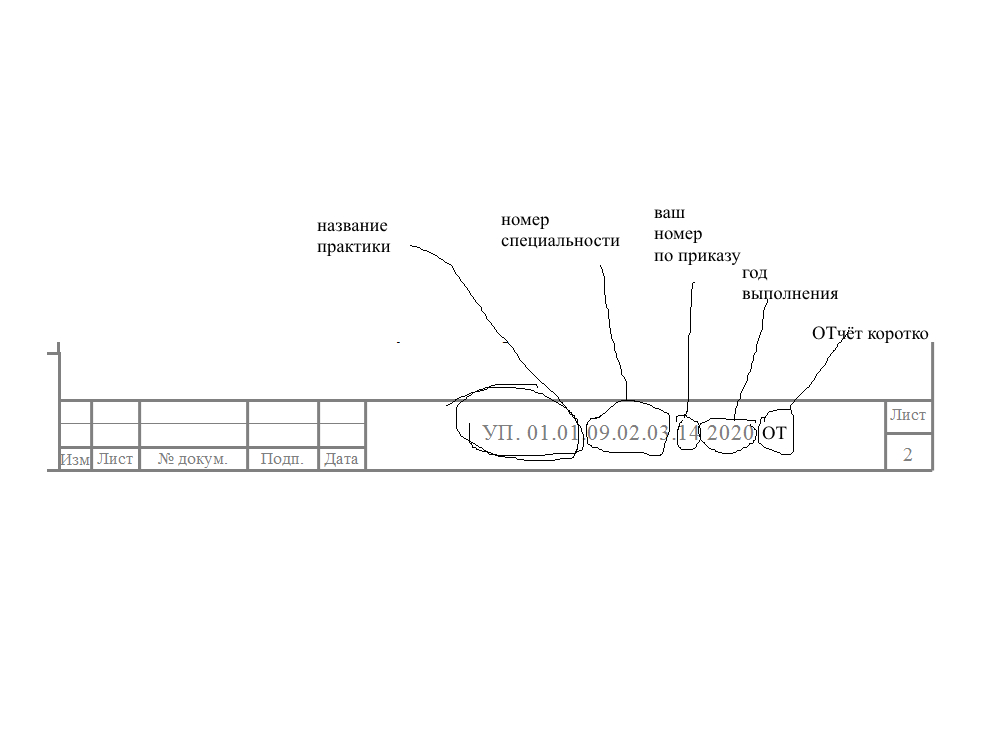 название
практики
номер
специальности
ваш
номер
по приказу
год
выполнения
ОТчёт коротко
УП. 01.01.09.02.03.14 2020 ОТ
Лист
2
Изм Лист № докум. Подп. Дата